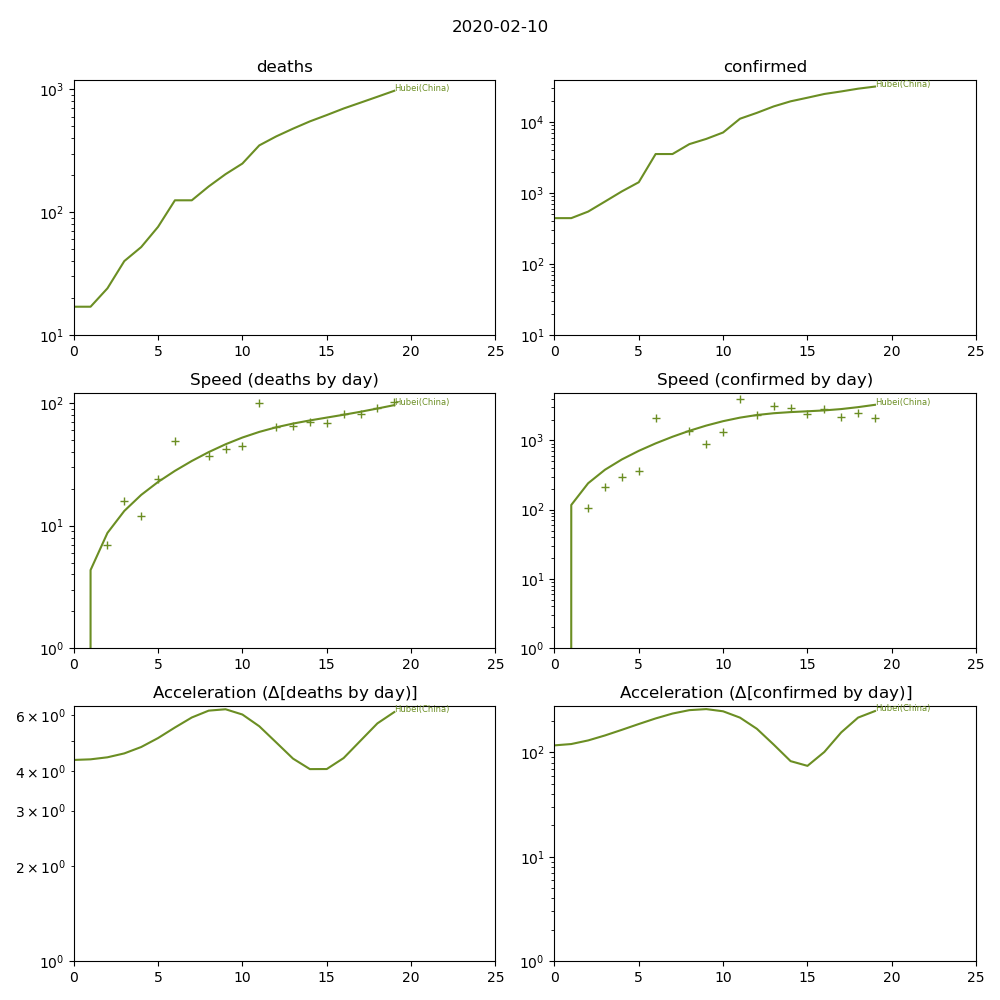 2020-02-10
deaths
confirmed
10³
10²
10¹
Hubei(China)
0 5 10 15 20 25
10⁴
10³
10²
10¹
Hubei(China)
0 5 10 15 20 25
Speed (deaths by day)
Speed (confirmed by day)
10²
10¹
10⁰
Hubei(China)
0 5 10 15 20 25
10³
10²
10¹
10⁰
Hubei(China)
0 5 10 15 20 25
Acceleration (Δ[deaths by day)]
Acceleration (Δ[confirmed by day)]
6 × 10⁰
4 × 10⁰
3 × 10⁰
2 × 10⁰
10⁰
Hubei(China)
0 5 10 15 20 25
10²
10¹
10⁰
Hubei(China)
0 5 10 15 20 25